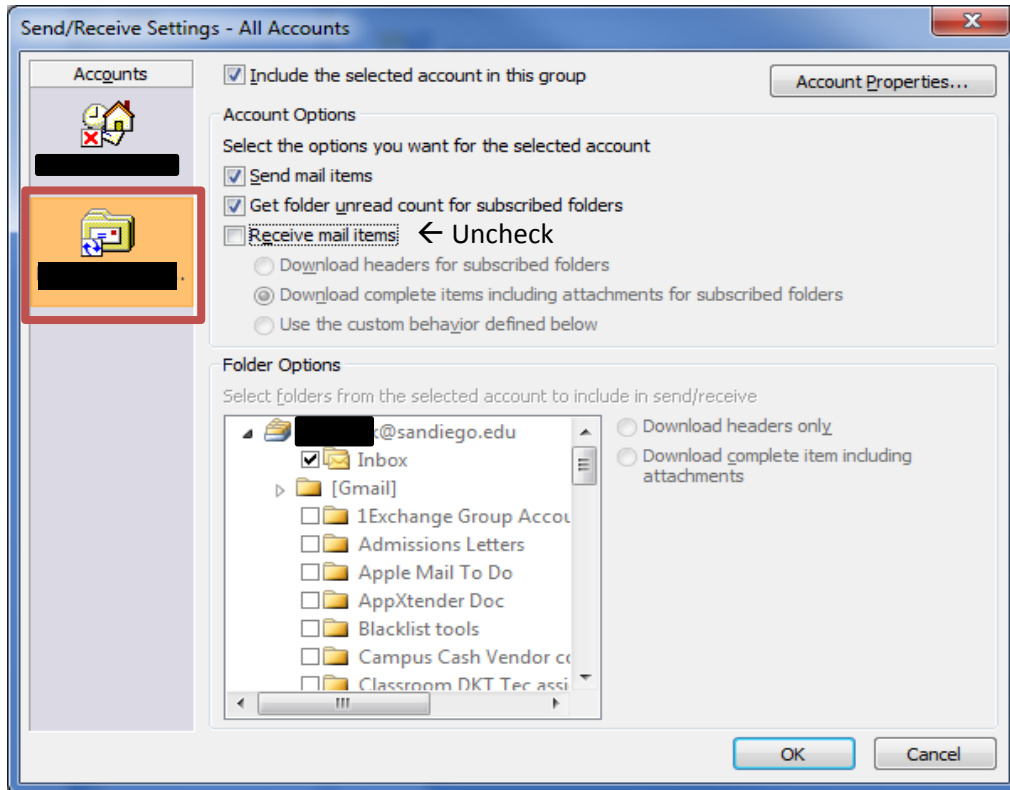 Send/Receive Settings - All Accounts
Accounts
Include the selected account in this group
Account Properties...
Account Options
Select the options you want for the selected account
Send mail items
Get folder unread count for subscribed folders
Receive mail items ← Uncheck
Download headers for subscribed folders
Download complete items including attachments for subscribed folders
Use the custom behavior defined below
Folder Options
Select folders from the selected account to include in send/receive
@sandiego.edu
Inbox
[Gmail]
1Exchange Group Accou
Admissions Letters
Apple Mail To Do
AppXtender Doc
Blacklist tools
Campus Cash Vendor co
Classroom DKT Tec assi
Download headers only
Download complete item including
attachments
OK
Cancel